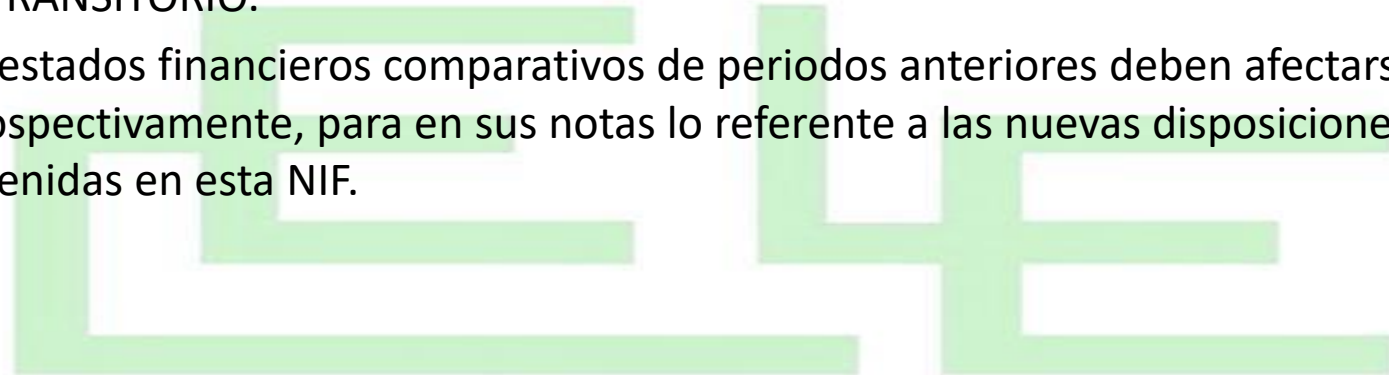 RANSITORIO.
estados financieros comparativos de periodos anteriores deben afectars
ospectivamente, para en sus notas lo referente a las nuevas disposicione
enidas en esta NIF.